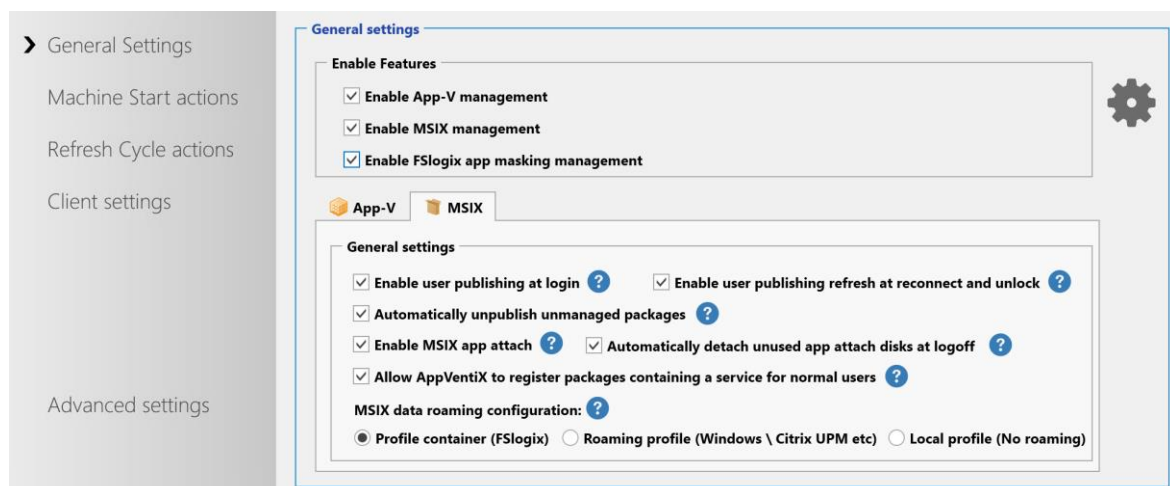 General Settings
Machine Start actions
Refresh Cycle actions
Client settings
Advanced settings
General settings
Enable Features
Enable App-V management
Enable MSIX management
Enable FSlogix app masking management
App-V MSIX
General settings
Enable user publishing at login ? Enable user publishing refresh at reconnect and unlock ?
Automatically unpublish unmanaged packages ?
Enable MSIX app attach ? Automatically detach unused app attach disks at logoff ?
Allow AppVentiX to register packages containing a service for normal users ?
MSIX data roaming configuration: ?
Profile container (FSlogix) Roaming profile (Windows \ Citrix UPM etc) Local profile (No roaming)